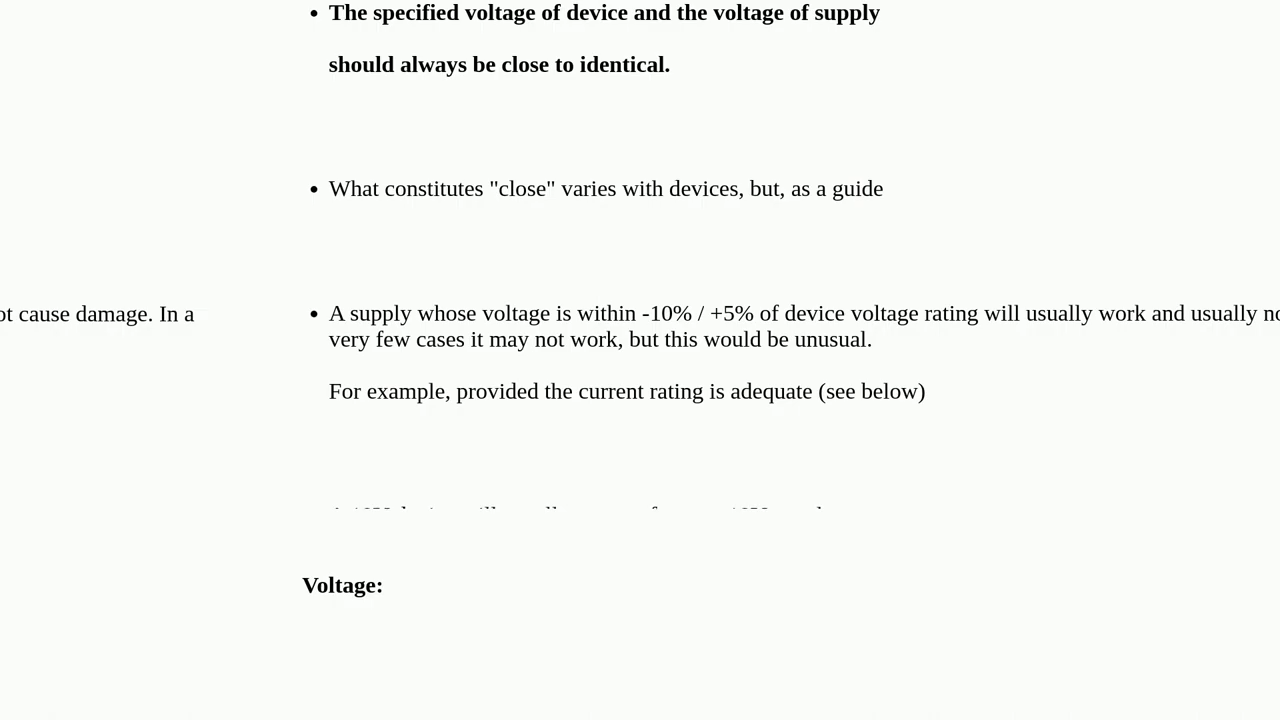 The specified voltage of device and the voltage of supply
should always be close to identical.
What constitutes "close" varies with devices, but, as a guide
ot cause damage. In a
A supply whose voltage is within -10% / +5% of device voltage rating will usually work and usually no
very few cases it may not work, but this would be unusual.
For example, provided the current rating is adequate (see below)
Voltage: